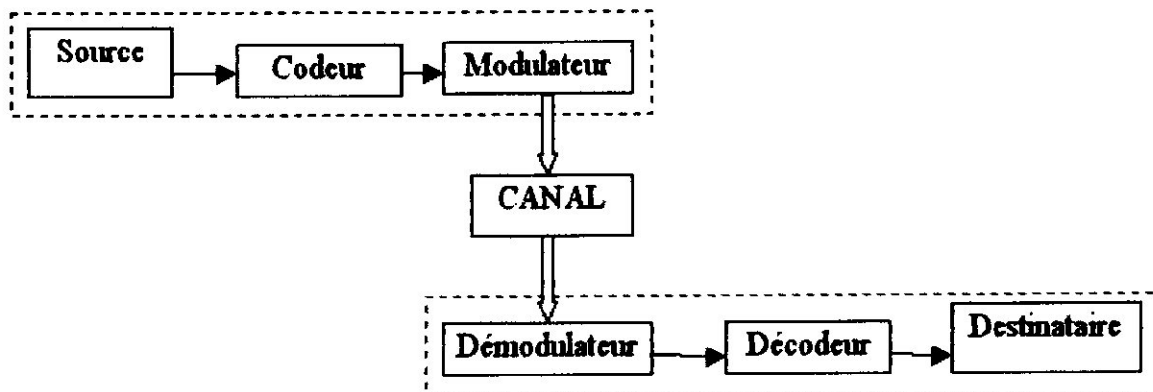 Source
Codeur
Modulateur
CANAL
Démodulateur
Décodeur
Destinataire